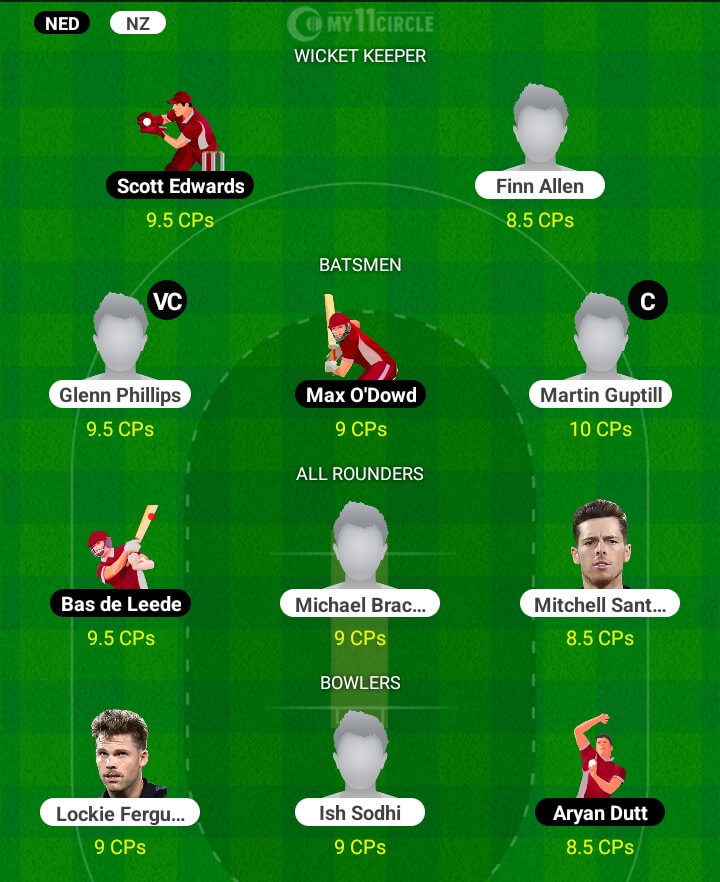 NED NZ MY11CIRCLE
WICKET KEEPER
Scott Edwards Finn Allen
9.5 CPs 8.5 CPs
BATSMEN
VC C
Glenn Phillips Max O'Dowd Martin Guptill
9.5 CPs 9 CPs 10 CPs
ALL ROUNDERS
Bas de Leede Michael Brac... Mitchell Sant...
9.5 CPs 9 CPs 8.5 CPs
BOWLERS
Lockie Fergu... Ish Sodhi Aryan Dutt
9 CPs 9 CPs 8.5 CPs